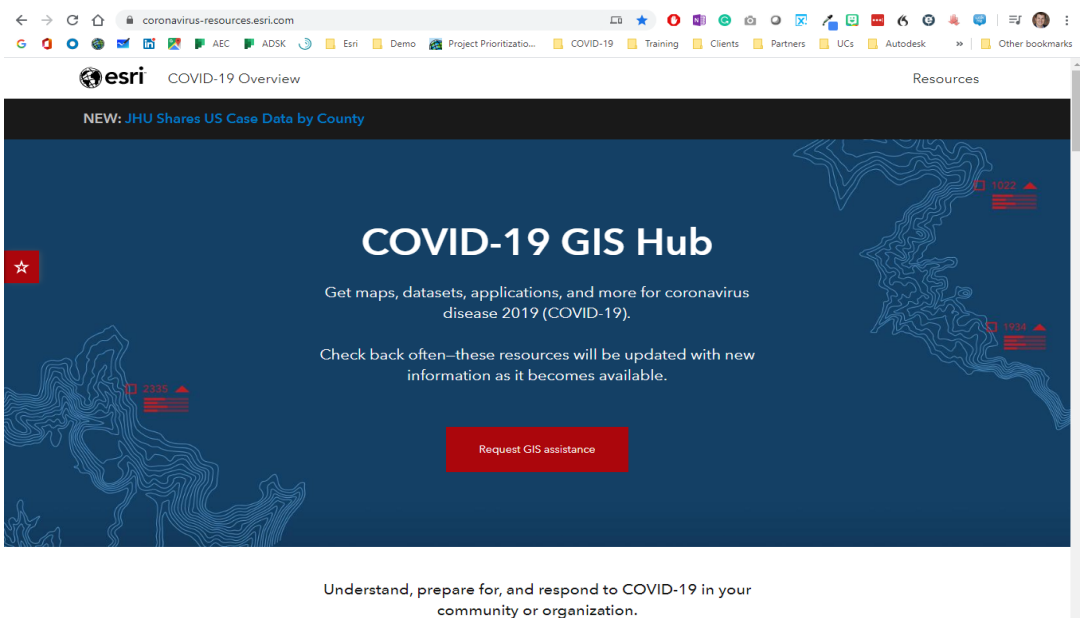 coronavirus-resources.esri.com
AEC ADSK Esri Demo Project Prioritizatio... COVID-19 Training Clients Partners UCs Autodesk » Other bookmarks
esri COVID-19 Overview Resources
NEW: JHU Shares US Case Data by County
1022
COVID-19 GIS Hub
Get maps, datasets, applications, and more for coronavirus
disease 2019 (COVID-19).
1934
Check back often—these resources will be updated with new
information as it becomes available.
2335
Request GIS assistance
Understand, prepare for, and respond to COVID-19 in your
community or organization.